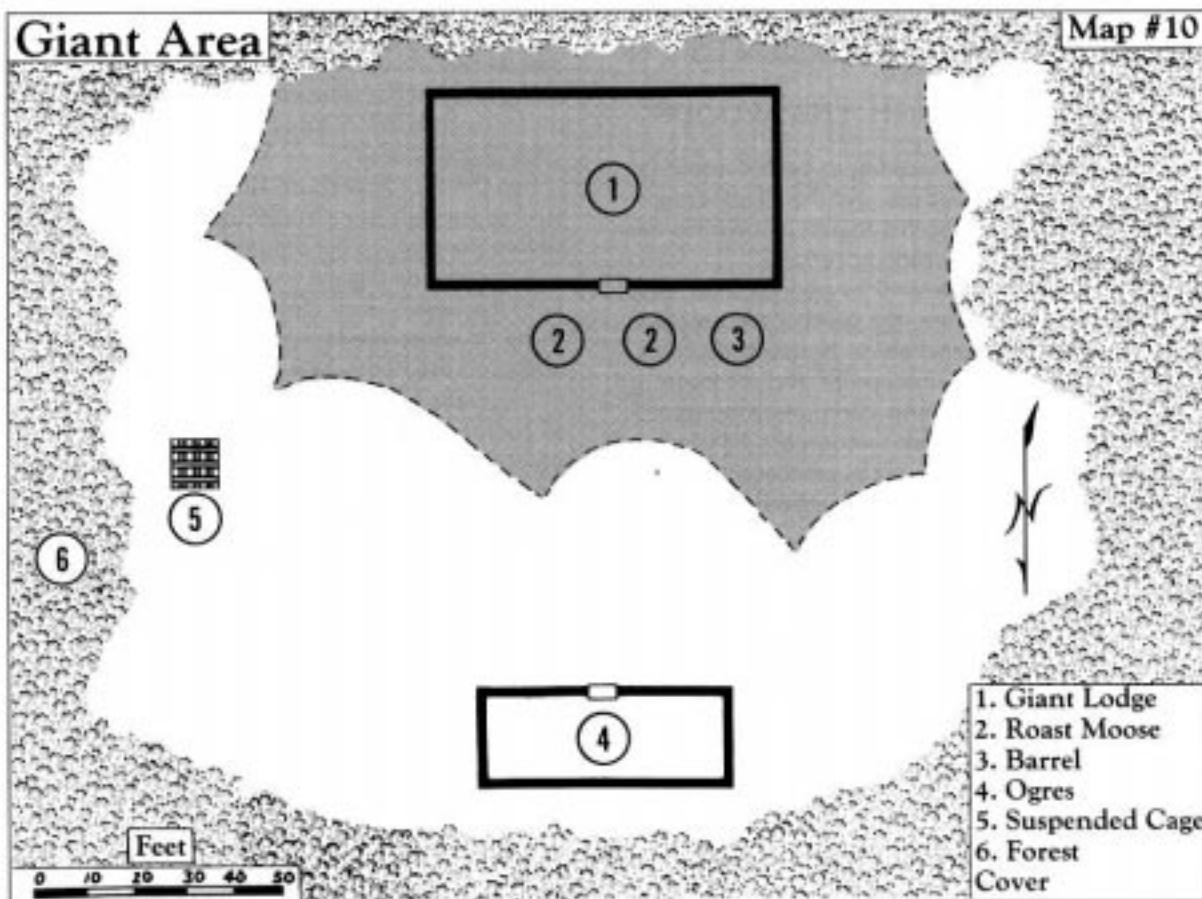 Giant Area
Map #10
1
2
2
3
5
6
N
4
1. Giant Lodge
2. Roast Moose
3. Barrel
4. Ogres
5. Suspended Cage
6. Forest
Cover
Feet
0 10 20 30 40 50